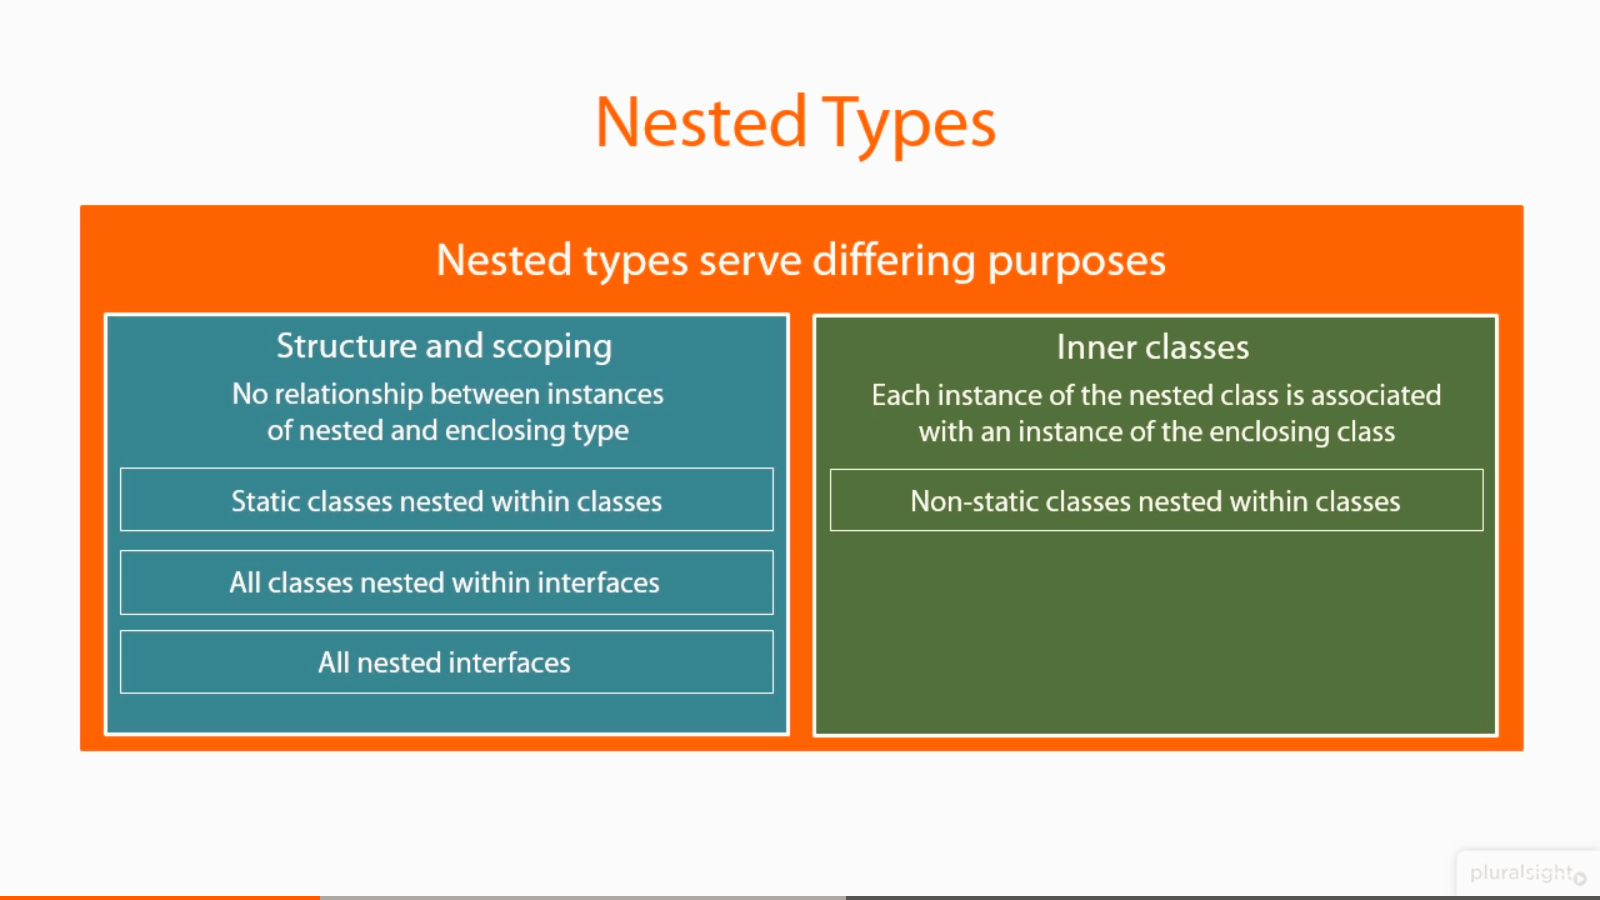 Nested Types
Nested types serve differing purposes
Structure and scoping
No relationship between instances
of nested and enclosing type
Static classes nested within classes
All classes nested within interfaces
All nested interfaces
Inner classes
Each instance of the nested class is associated
with an instance of the enclosing class
Non-static classes nested within classes
pluralsight